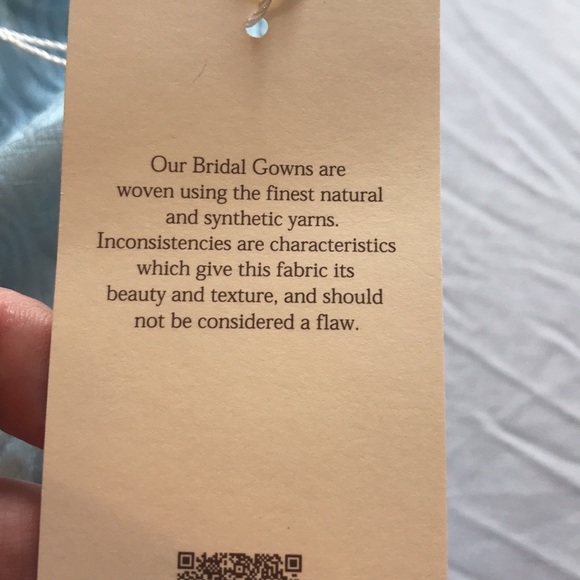 Our Bridal Gowns are
woven using the finest natural
and synthetic yarns.
Inconsistencies are characteristics
which give this fabric its
beauty and texture, and should
not be considered a flaw.